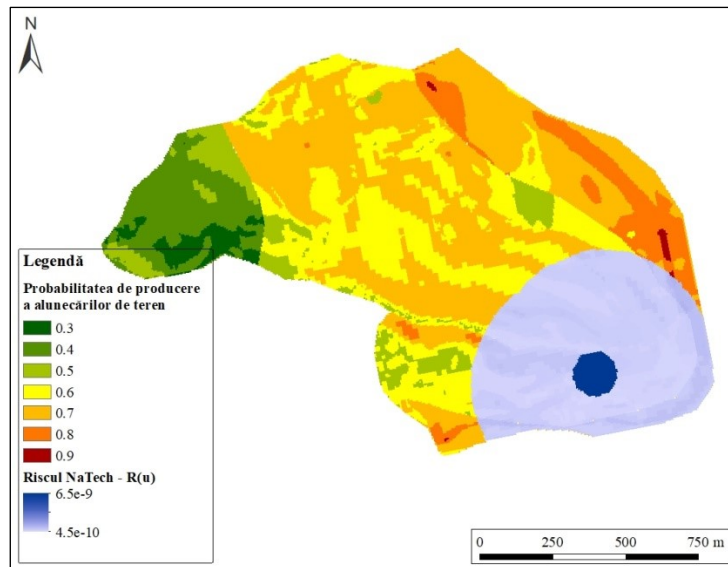 N
Legendă
Probabilitatea de producere
a alunecărilor de teren
0.3
0.4
0.5
0.6
0.7
0.8
0.9
Riscul NaTech - R(u)
6.5e-9
4.5e-10
0 250 500 750 m